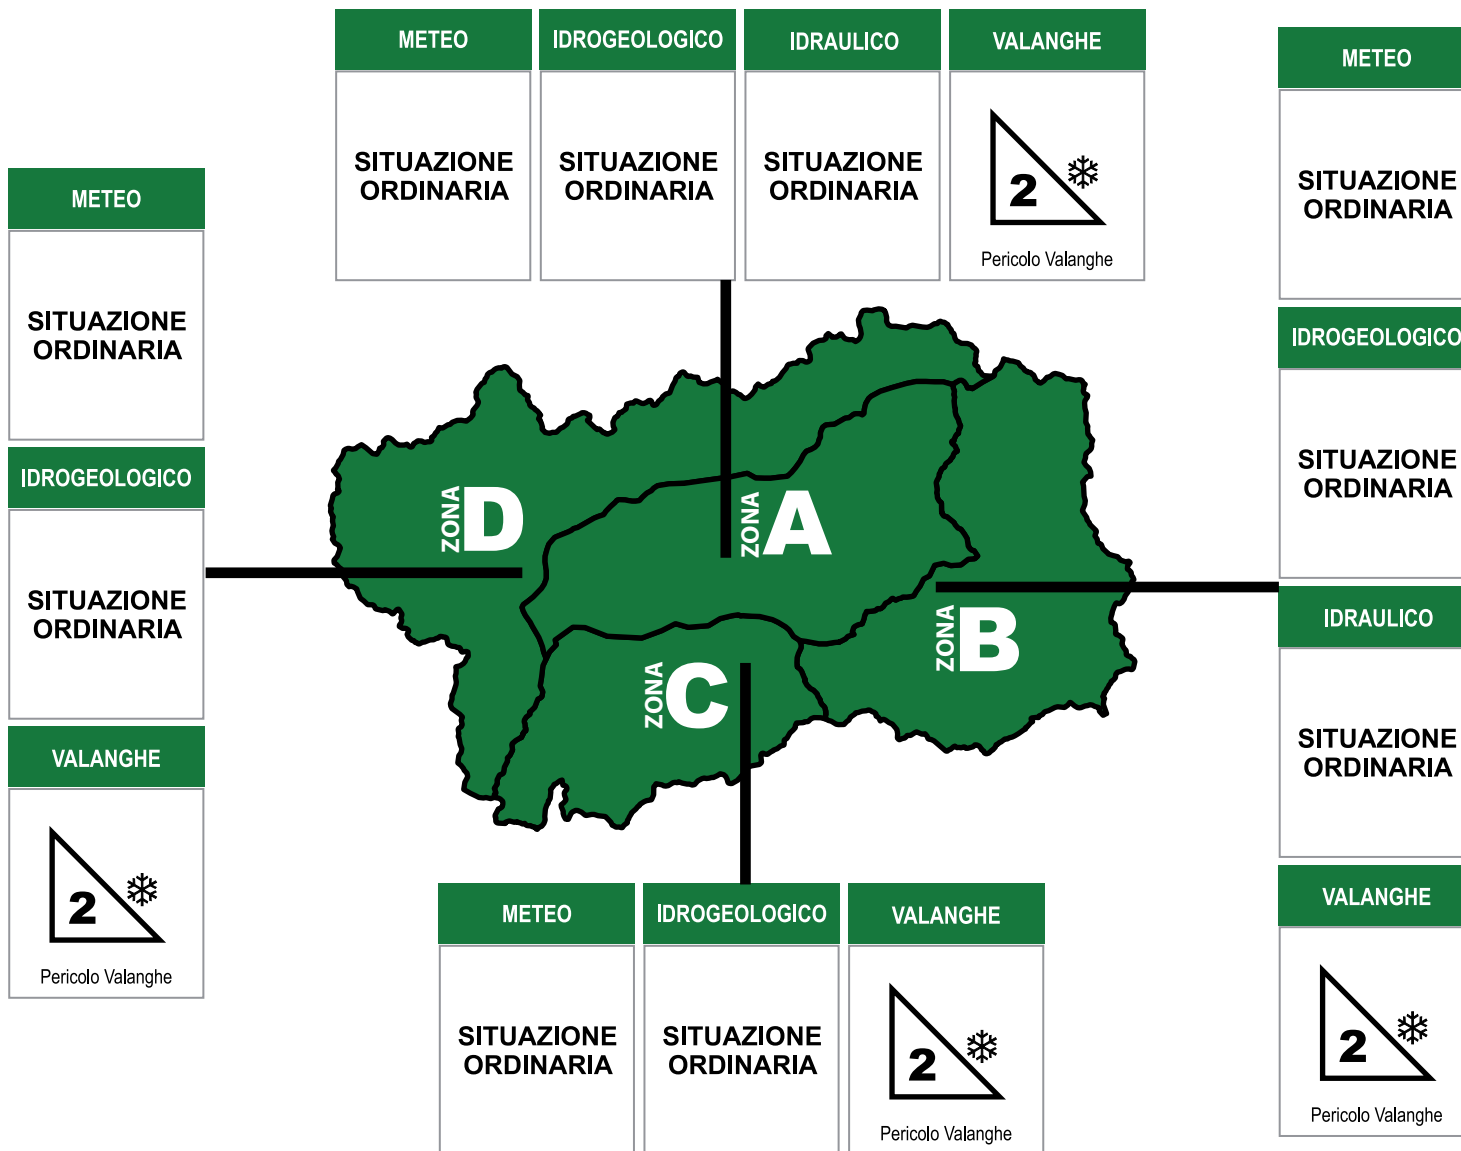 METEO
IDROGEOLOGICO
IDRAULICO
VALANGHE
SITUAZIONE
ORDINARIA
SITUAZIONE
ORDINARIA
SITUAZIONE
ORDINARIA
2
Pericolo Valanghe
METEO
SITUAZIONE
ORDINARIA
IDROGEOLOGICO
SITUAZIONE
ORDINARIA
VALANGHE
2
Pericolo Valanghe
ZONA D
ZONA A
ZONA B
ZONA C
METEO
SITUAZIONE
ORDINARIA
IDROGEOLOGICO
SITUAZIONE
ORDINARIA
IDRAULICO
SITUAZIONE
ORDINARIA
VALANGHE
2
Pericolo Valanghe
METEO
IDROGEOLOGICO
VALANGHE
SITUAZIONE
ORDINARIA
SITUAZIONE
ORDINARIA
2
Pericolo Valanghe